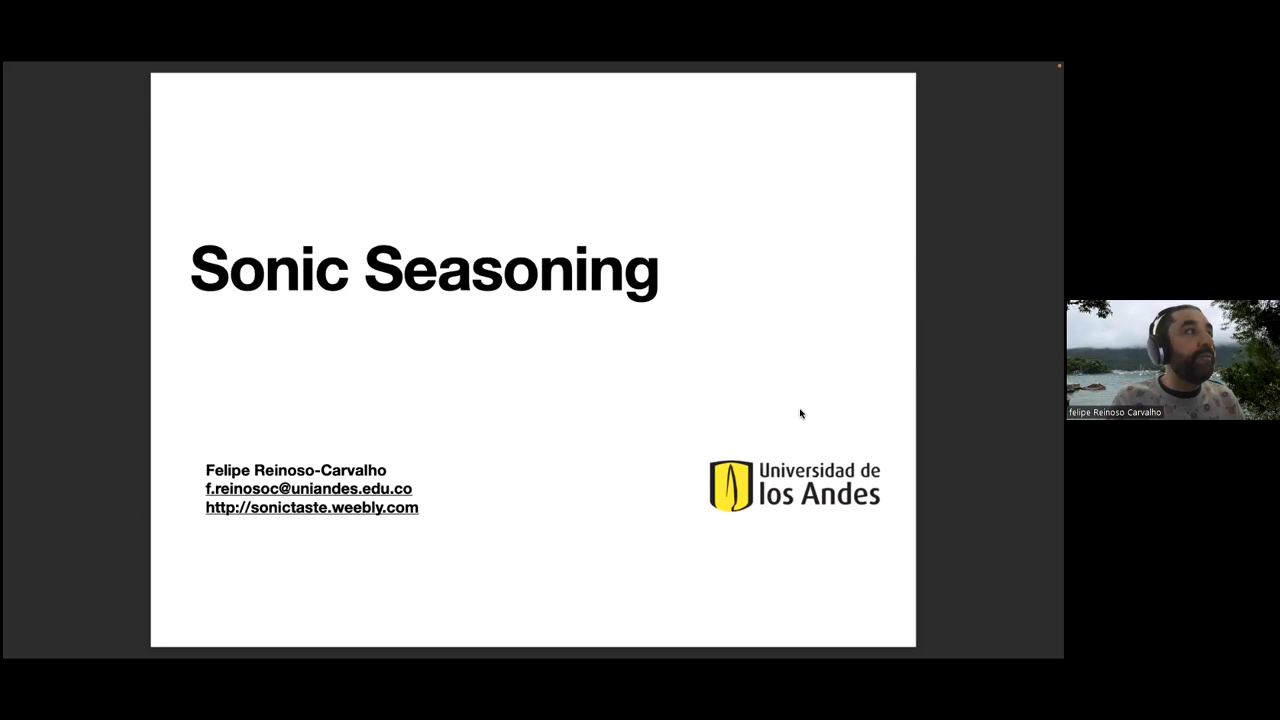 Sonic Seasoning
Felipe Reinoso-Carvalho
f.reinosoc@uniandes.edu.co
http://sonictaste.weebly.com
Universidad de
los Andes
felipe Reinoso Carvalho